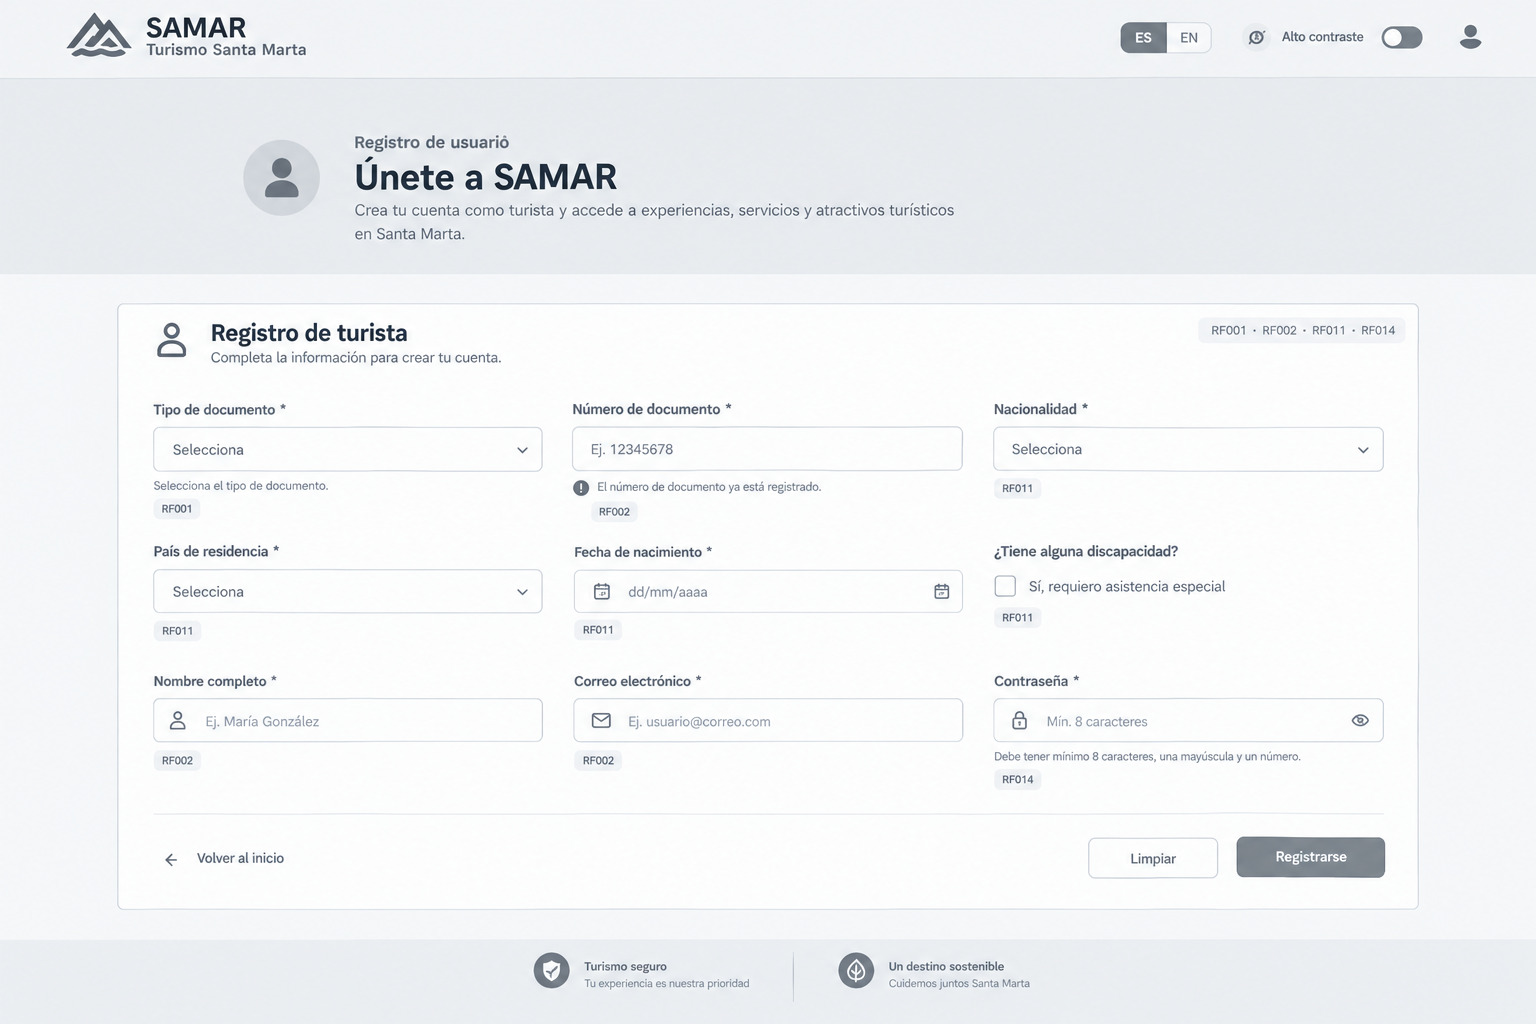 SAMAR
Turismo Santa Marta
ES
EN
Alto contraste
Registro de usuario
Únete a SAMAR
Crea tu cuenta como turista y accede a experiencias, servicios y atractivos turísticos
en Santa Marta.
Registro de turista
Completa la información para crear tu cuenta.
RF001 · RF002 · RF011 · RF014
Tipo de documento *
Selecciona
Selecciona el tipo de documento.
RF001
Número de documento *
Ej. 12345678
El número de documento ya está registrado.
RF002
Nacionalidad *
Selecciona
RF011
País de residencia *
Selecciona
RF011
Fecha de nacimiento *
dd/mm/aaaa
RF011
¿Tiene alguna discapacidad?
Sí, requiero asistencia especial
RF011
Nombre completo *
Ej. María González
RF002
Correo electrónico *
Ej. usuario@correo.com
RF002
Contraseña *
Mín. 8 caracteres
Debe tener mínimo 8 caracteres, una mayúscula y un número.
RF014
Volver al inicio
Limpiar
Registrarse
Turismo seguro
Tu experiencia es nuestra prioridad
Un destino sostenible
Cuidemos juntos Santa Marta